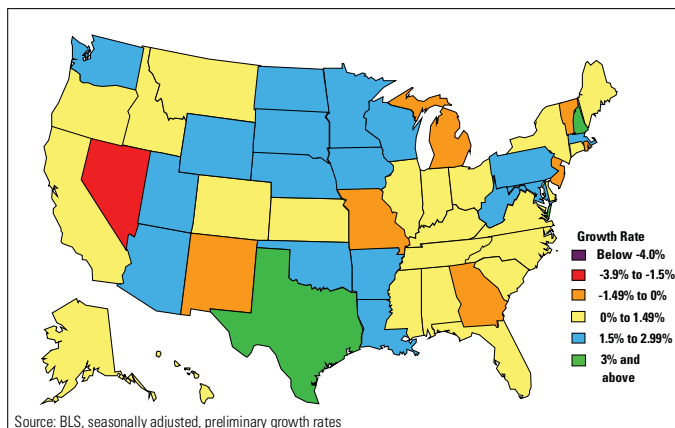 Growth Rate
Below -4.0%
-3.9% to -1.5%
-1.49% to 0%
0% to 1.49%
1.5% to 2.99%
3% and
above
Source: BLS, seasonally adjusted, preliminary growth rates